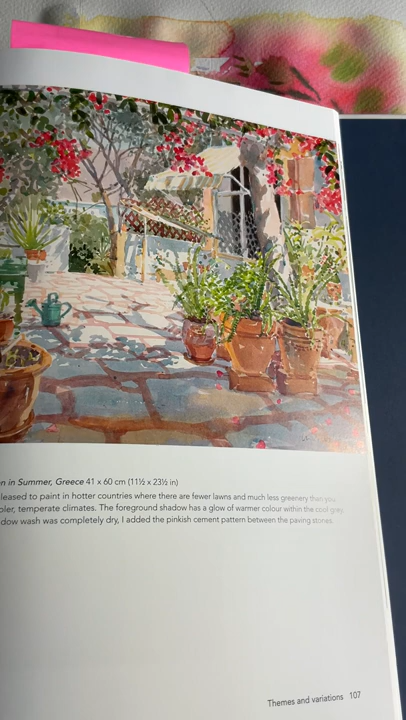 n in Summer, Greece 41 x 60 cm (11½ x 23½ in)
leased to paint in hotter countries where there are fewer lawns and much less greenery than
oler, temperate climates. The foreground shadow has a glow of warmer colour within the cool grey.
dow wash was completely dry, I added the pinkish cement pattern between the paving stones.
Themes and variations 107